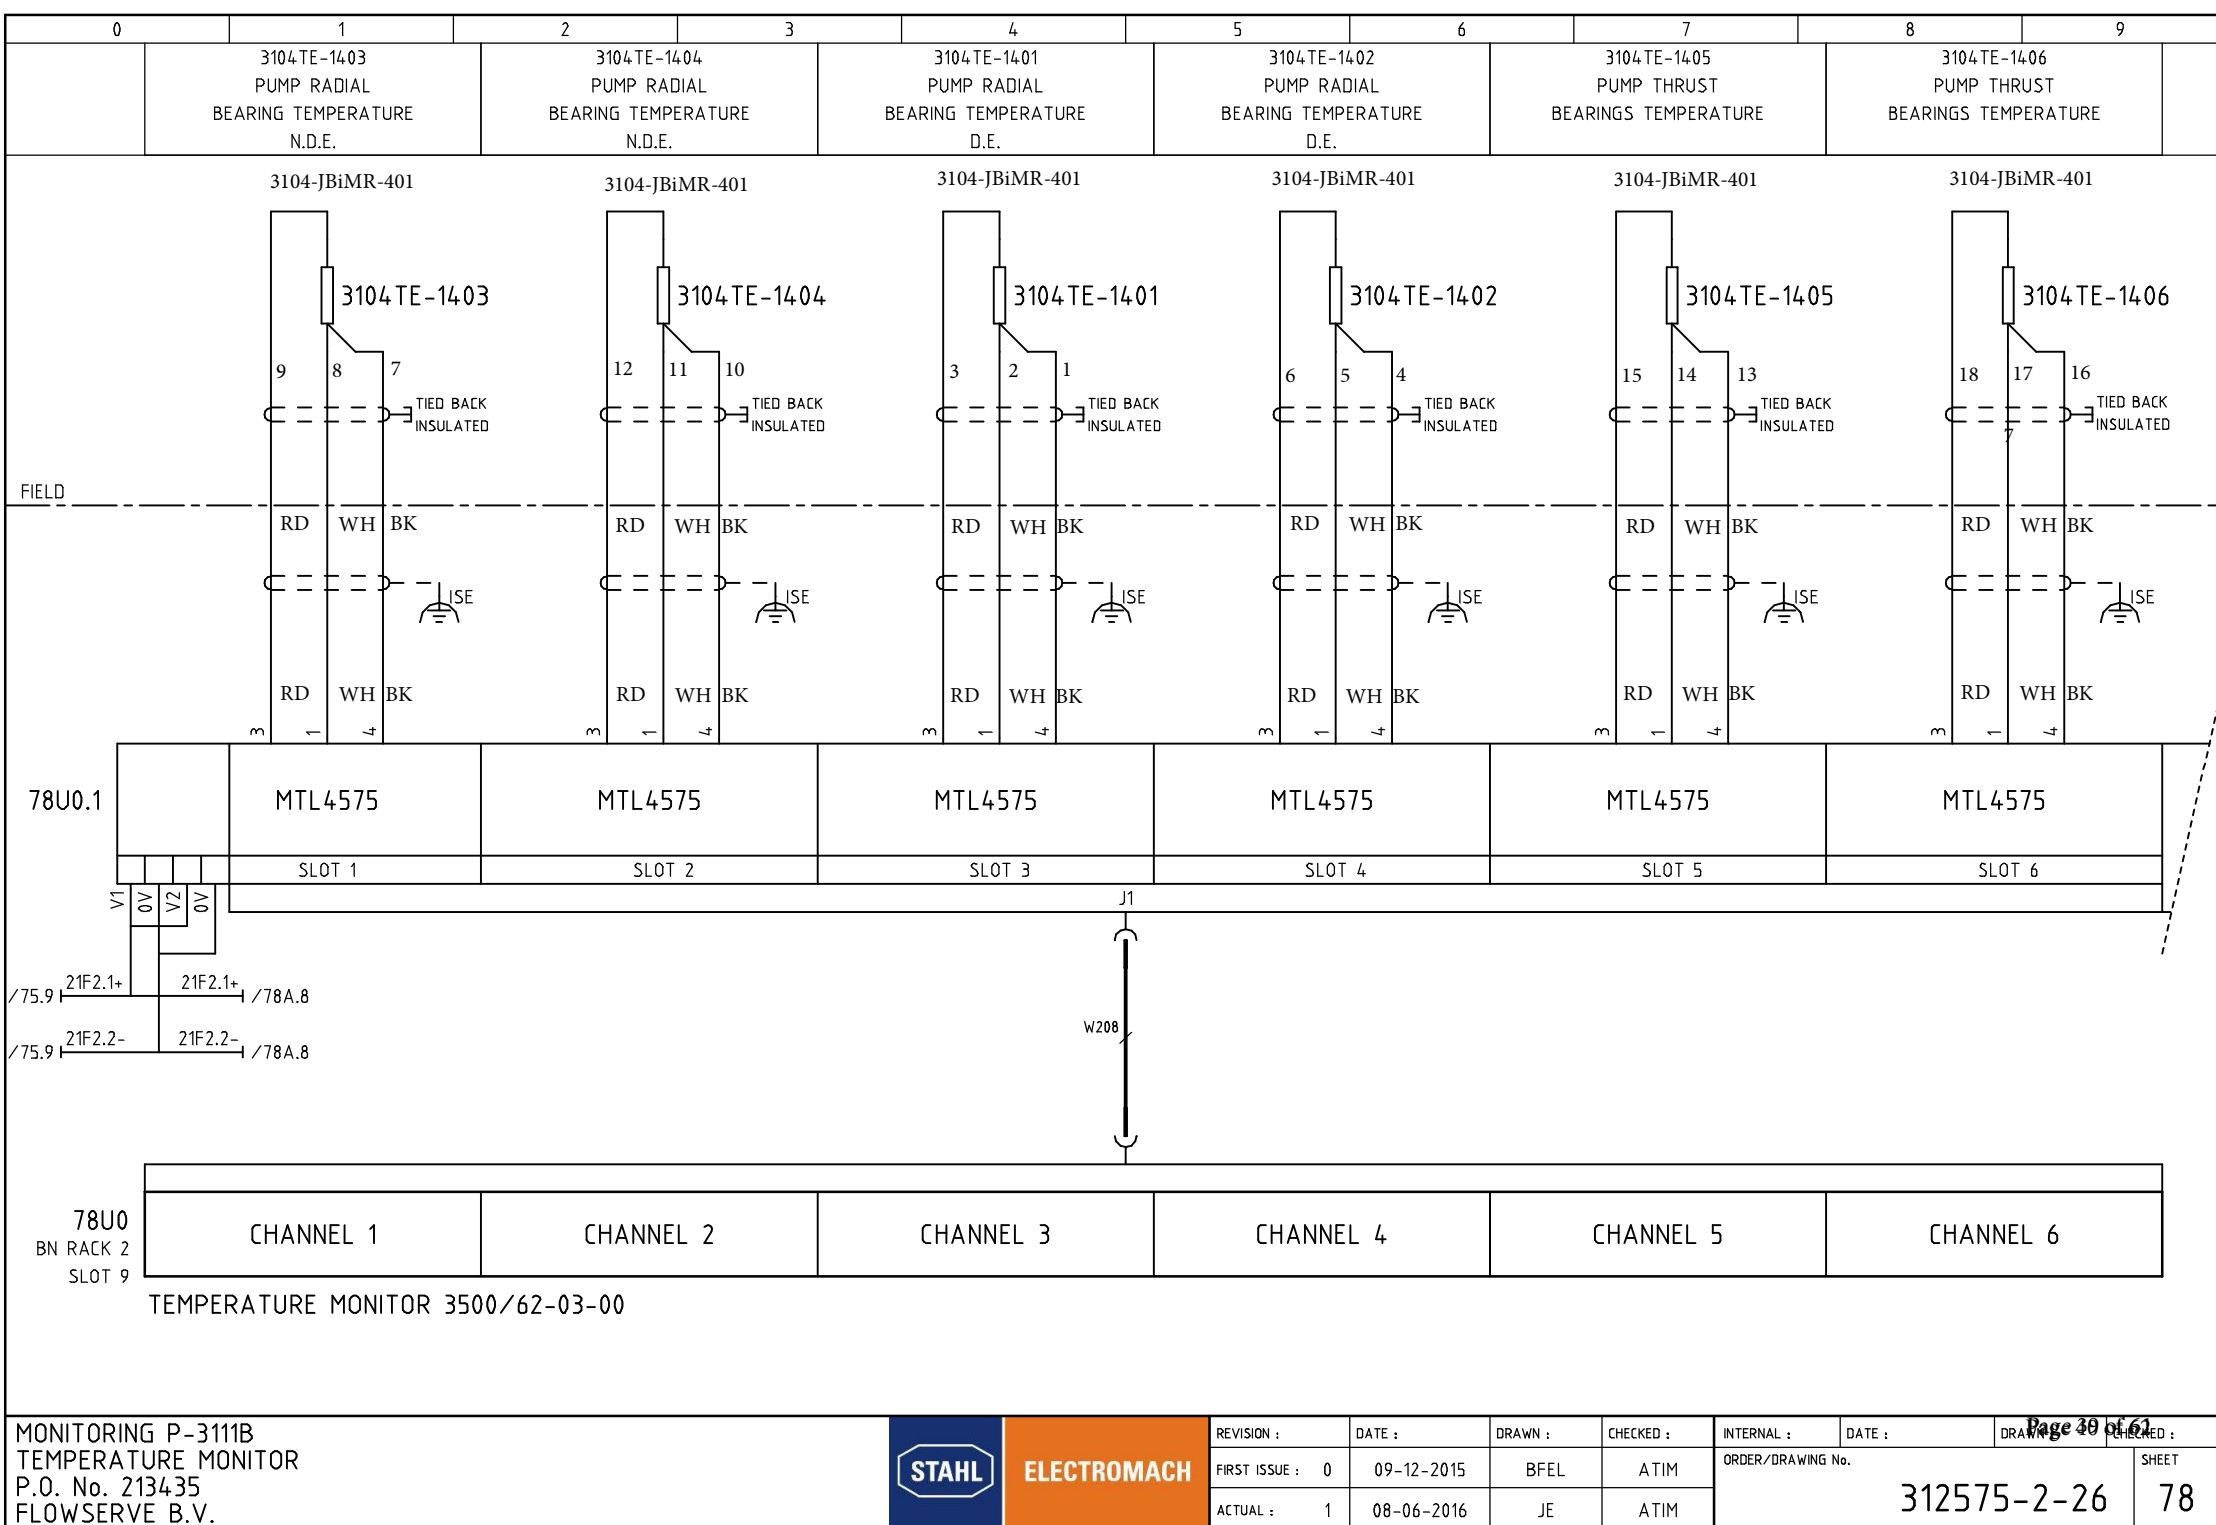 0 1 2 3 4 5 6 7 8 9
3104TE-1403 3104TE-1404 3104TE-1401 3104TE-1402 3104TE-1405 3104TE-1406
PUMP RADIAL PUMP RADIAL PUMP RADIAL PUMP RADIAL PUMP THRUST PUMP THRUST
BEARING TEMPERATURE BEARING TEMPERATURE BEARING TEMPERATURE BEARING TEMPERATURE BEARINGS TEMPERATURE BEARINGS TEMPERATURE
N.D.E. N.D.E. D.E. D.E.
3104-JBiMR-401 3104-JBiMR-401 3104-JBiMR-401 3104-JBiMR-401 3104-JBiMR-401 3104-JBiMR-401
3104TE-1403 3104TE-1404 3104TE-1401 3104TE-1402 3104TE-1405 3104TE-1406
9 8 7 12 11 10 3 2 1 6 5 4 15 14 13 18 17 16
TIED BACK TIED BACK TIED BACK TIED BACK TIED BACK TIED BACK
INSULATED INSULATED INSULATED INSULATED INSULATED INSULATED
7
FIELD
RD WH BK RD WH BK RD WH BK RD WH BK RD WH BK RD WH BK
ISE ISE ISE ISE ISE ISE
RD WH BK RD WH BK RD WH BK RD WH BK RD WH BK RD WH BK
3 1 4 3 1 4 3 1 4 3 1 4 3 1 4 3 1 4
78U0.1 MTL4575 MTL4575 MTL4575 MTL4575 MTL4575 MTL4575
SLOT 1 SLOT 2 SLOT 3 SLOT 4 SLOT 5 SLOT 6
V1 0V V2 0V J1
/75.9 21F2.1+ 21F2.1+ /78A.8
W208
/75.9 21F2.2- 21F2.2- /78A.8
78U0 CHANNEL 1 CHANNEL 2 CHANNEL 3 CHANNEL 4 CHANNEL 5 CHANNEL 6
BN RACK 2
SLOT 9
TEMPERATURE MONITOR 3500/62-03-00
MONITORING P-3111B
TEMPERATURE MONITOR
P.O. No. 213435
FLOWSERVE B.V.
STAHL ELECTROMACH
REVISION : DATE : DRAWN : CHECKED : INTERNAL : DATE : DRAWN : CHECKED :
FIRST ISSUE : 0 09-12-2015 BFEL ATIM
ACTUAL : 1 08-06-2016 JE ATIM
ORDER/DRAWING No. SHEET
312575-2-26 78
Page of